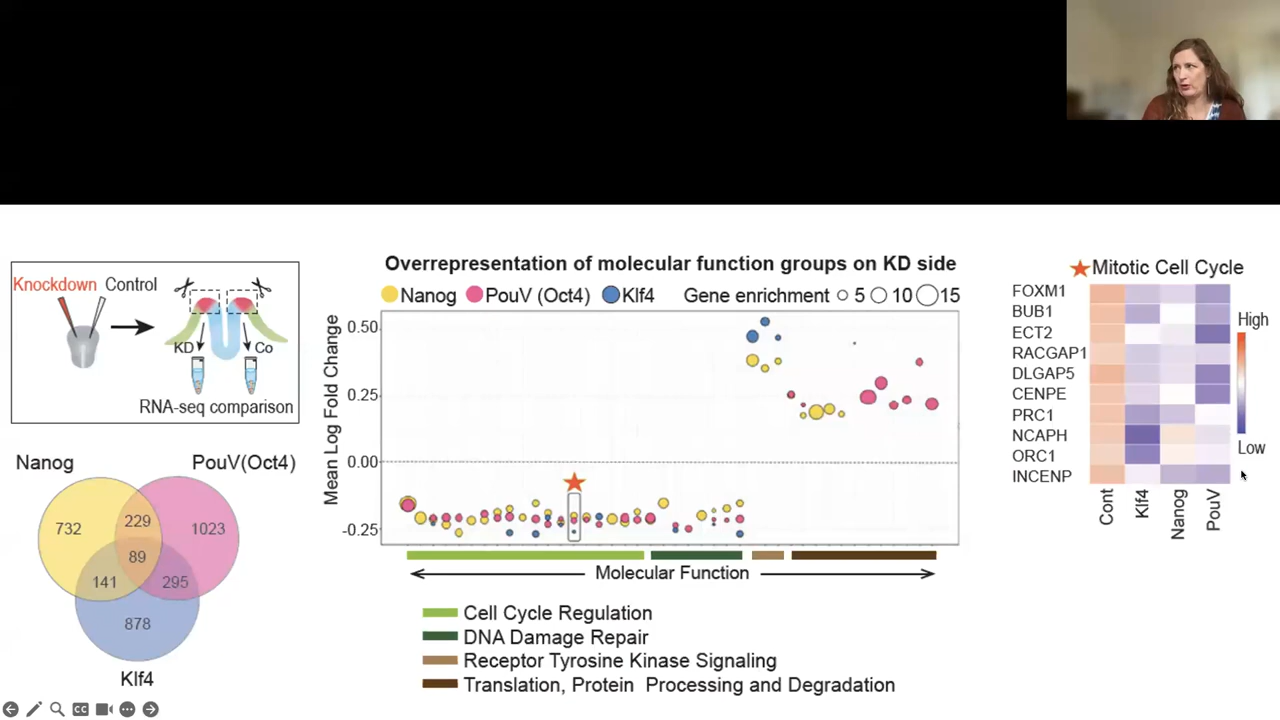 Knockdown Control
KD
Co
RNA-seq comparison
Nanog
PouV(Oct4)
732
229
1023
89
141
295
878
Klf4
Overrepresentation of molecular function groups on KD side
Nanog PouV (Oct4) Klf4 Gene enrichment 5 10 15
Mean Log Fold Change
0.50
0.25
0.00
-0.25
Molecular Function
Cell Cycle Regulation
DNA Damage Repair
Receptor Tyrosine Kinase Signaling
Translation, Protein Processing and Degradation
Mitotic Cell Cycle
FOXM1
BUB1
ECT2
RACGAP1
DLGAP5
CENPE
PRC1
NCAPH
ORC1
INCENP
Cont
Klf4
Nanog
PouV
High
Low
CC